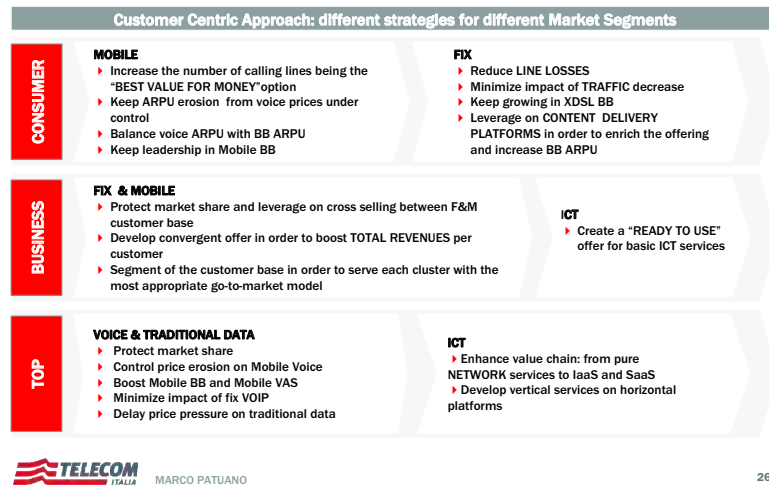 Customer Centric Approach: different strategies for different Market Segments
CONSUMER
MOBILE
Increase the number of calling lines being the
“BEST VALUE FOR MONEY”option
Keep ARPU erosion from voice prices under
control
Balance voice ARPU with BB ARPU
Keep leadership in Mobile BB
FIX
Reduce LINE LOSSES
Minimize impact of TRAFFIC decrease
Keep growing in XDSL BB
Leverage on CONTENT DELIVERY
PLATFORMS in order to enrich the offering
and increase BB ARPU
BUSINESS
FIX & MOBILE
Protect market share and leverage on cross selling between F&M
customer base
Develop convergent offer in order to boost TOTAL REVENUES per
customer
Segment of the customer base in order to serve each cluster with the
most appropriate go-to-market model
ICT
Create a “READY TO USE”
offer for basic ICT services
TOP
VOICE & TRADITIONAL DATA
Protect market share
Control price erosion on Mobile Voice
Boost Mobile BB and Mobile VAS
Minimize impact of fix VOIP
Delay price pressure on traditional data
ICT
Enhance value chain: from pure
NETWORK services to IaaS and SaaS
Develop vertical services on horizontal
platforms
TELECOM
ITALIA
MARCO PATUANO
26